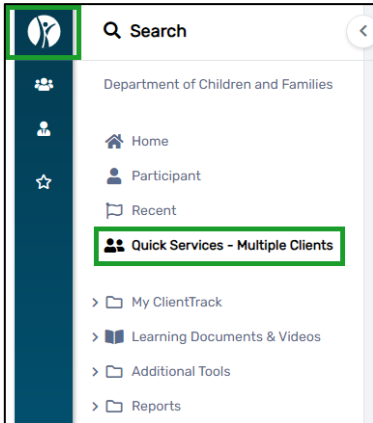 Search
Department of Children and Families
Home
Participant
Recent
Quick Services - Multiple Clients
My ClientTrack
Learning Documents & Videos
Additional Tools
Reports